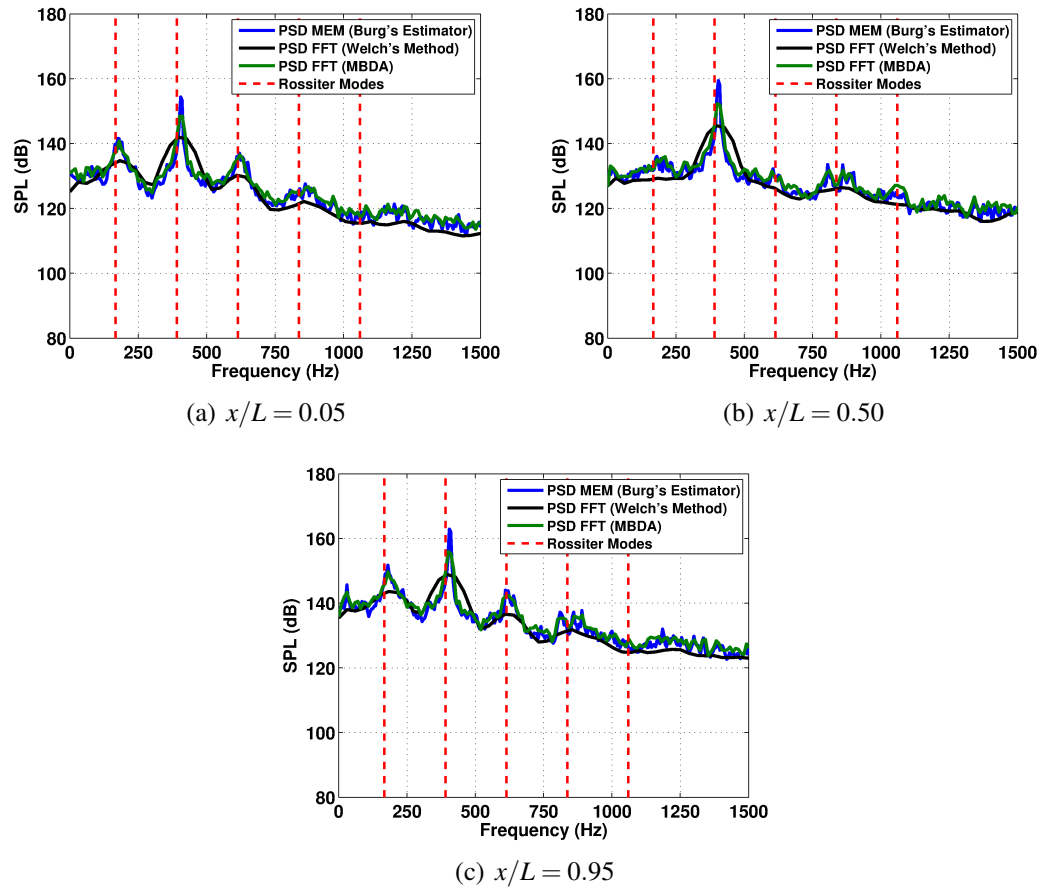 PSD MEM (Burg's Estimator)
PSD FFT (Welch's Method)
PSD FFT (MBDA)
Rossiter Modes
180
160
140
120
100
80
SPL (dB)
0 250 500 750 1000 1250 1500
Frequency (Hz)
(a) x/L = 0.05
PSD MEM (Burg's Estimator)
PSD FFT (Welch's Method)
PSD FFT (MBDA)
Rossiter Modes
180
160
140
120
100
80
SPL (dB)
0 250 500 750 1000 1250 1500
Frequency (Hz)
(b) x/L = 0.50
PSD MEM (Burg's Estimator)
PSD FFT (Welch's Method)
PSD FFT (MBDA)
Rossiter Modes
180
160
140
120
100
80
SPL (dB)
0 250 500 750 1000 1250 1500
Frequency (Hz)
(c) x/L = 0.95